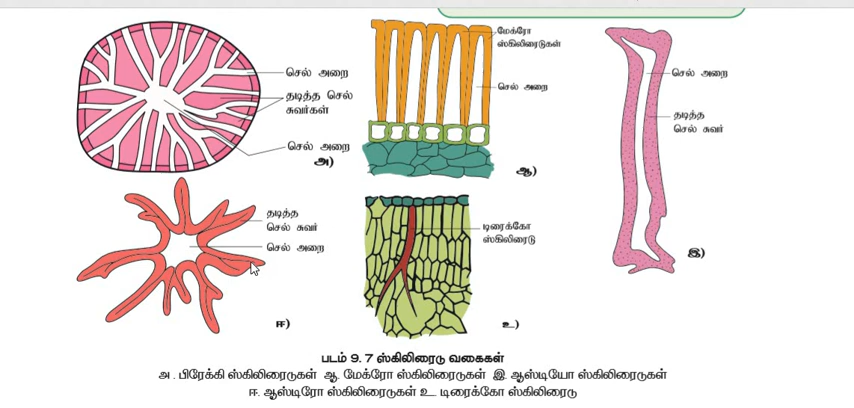 செல் அறை
தடித்த செல்
சுவர்கள்
செல் அறை
அ)
மேக்ரோ
ஸ்கிலிரைடுகள்
செல் அறை
ஆ)
செல் அறை
தடித்த
செல் சுவர்
இ)
தடித்த
செல் சுவர்
செல் அறை
ஈ)
டிரைக்கோ
ஸ்கிலிரைடு
உ)
படம் 9. 7 ஸ்கிலிரைடு வகைகள்
அ . பிரேக்கி ஸ்கிலிரைடுகள் ஆ. மேக்ரோ ஸ்கிலிரைடுகள் இ. ஆஸ்டியோ ஸ்கிலிரைடுகள்
ஈ. ஆஸ்டிரோ ஸ்கிலிரைடுகள் உ. டிரைக்கோ ஸ்கிலிரைடு